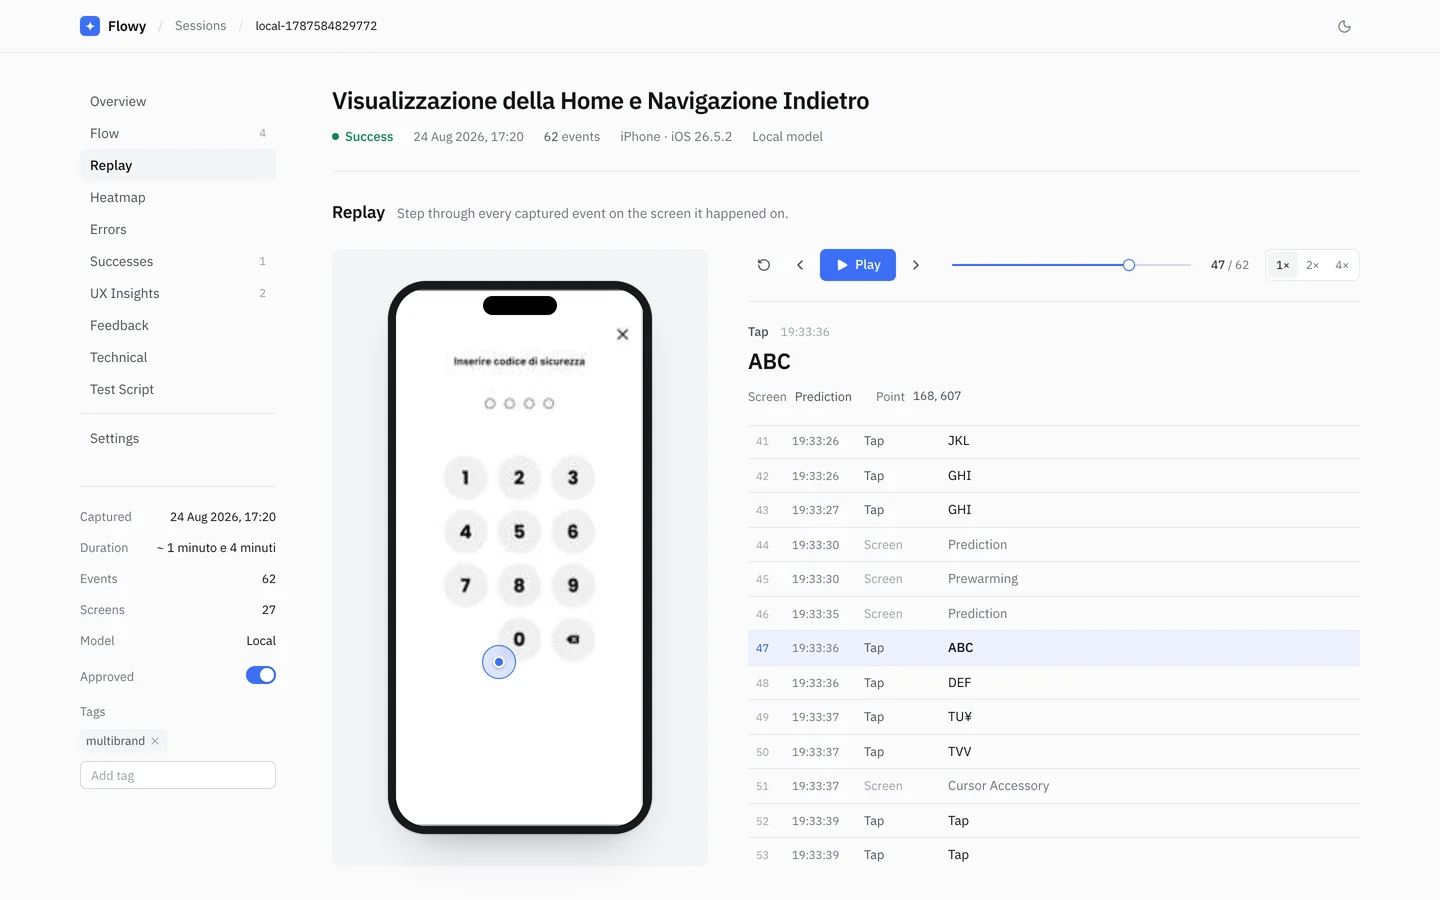 Flowy / Sessions / local-1787584829772
Overview
Flow 4
Replay
Heatmap
Errors
Successes 1
UX Insights 2
Feedback
Technical
Test Script
Settings
Captured 24 Aug 2026, 17:20
Duration ~ 1 minuto e 4 minuti
Events 62
Screens 27
Model Local
Approved
Tags
multibrand ×
Add tag
Visualizzazione della Home e Navigazione Indietro
Success 24 Aug 2026, 17:20 62 events iPhone · iOS 26.5.2 Local model
Replay Step through every captured event on the screen it happened on.
Inserire codice di sicurezza
1 2 3
4 5 6
7 8 9
0
Play 47 / 62 1× 2× 4×
Tap 19:33:36
ABC
Screen Prediction Point 168, 607
41 19:33:26 Tap JKL
42 19:33:26 Tap GHI
43 19:33:27 Tap GHI
44 19:33:30 Screen Prediction
45 19:33:30 Screen Prewarming
46 19:33:35 Screen Prediction
47 19:33:36 Tap ABC
48 19:33:36 Tap DEF
49 19:33:37 Tap TU¥
50 19:33:37 Tap TVV
51 19:33:37 Screen Cursor Accessory
52 19:33:39 Tap Tap
53 19:33:39 Tap Tap